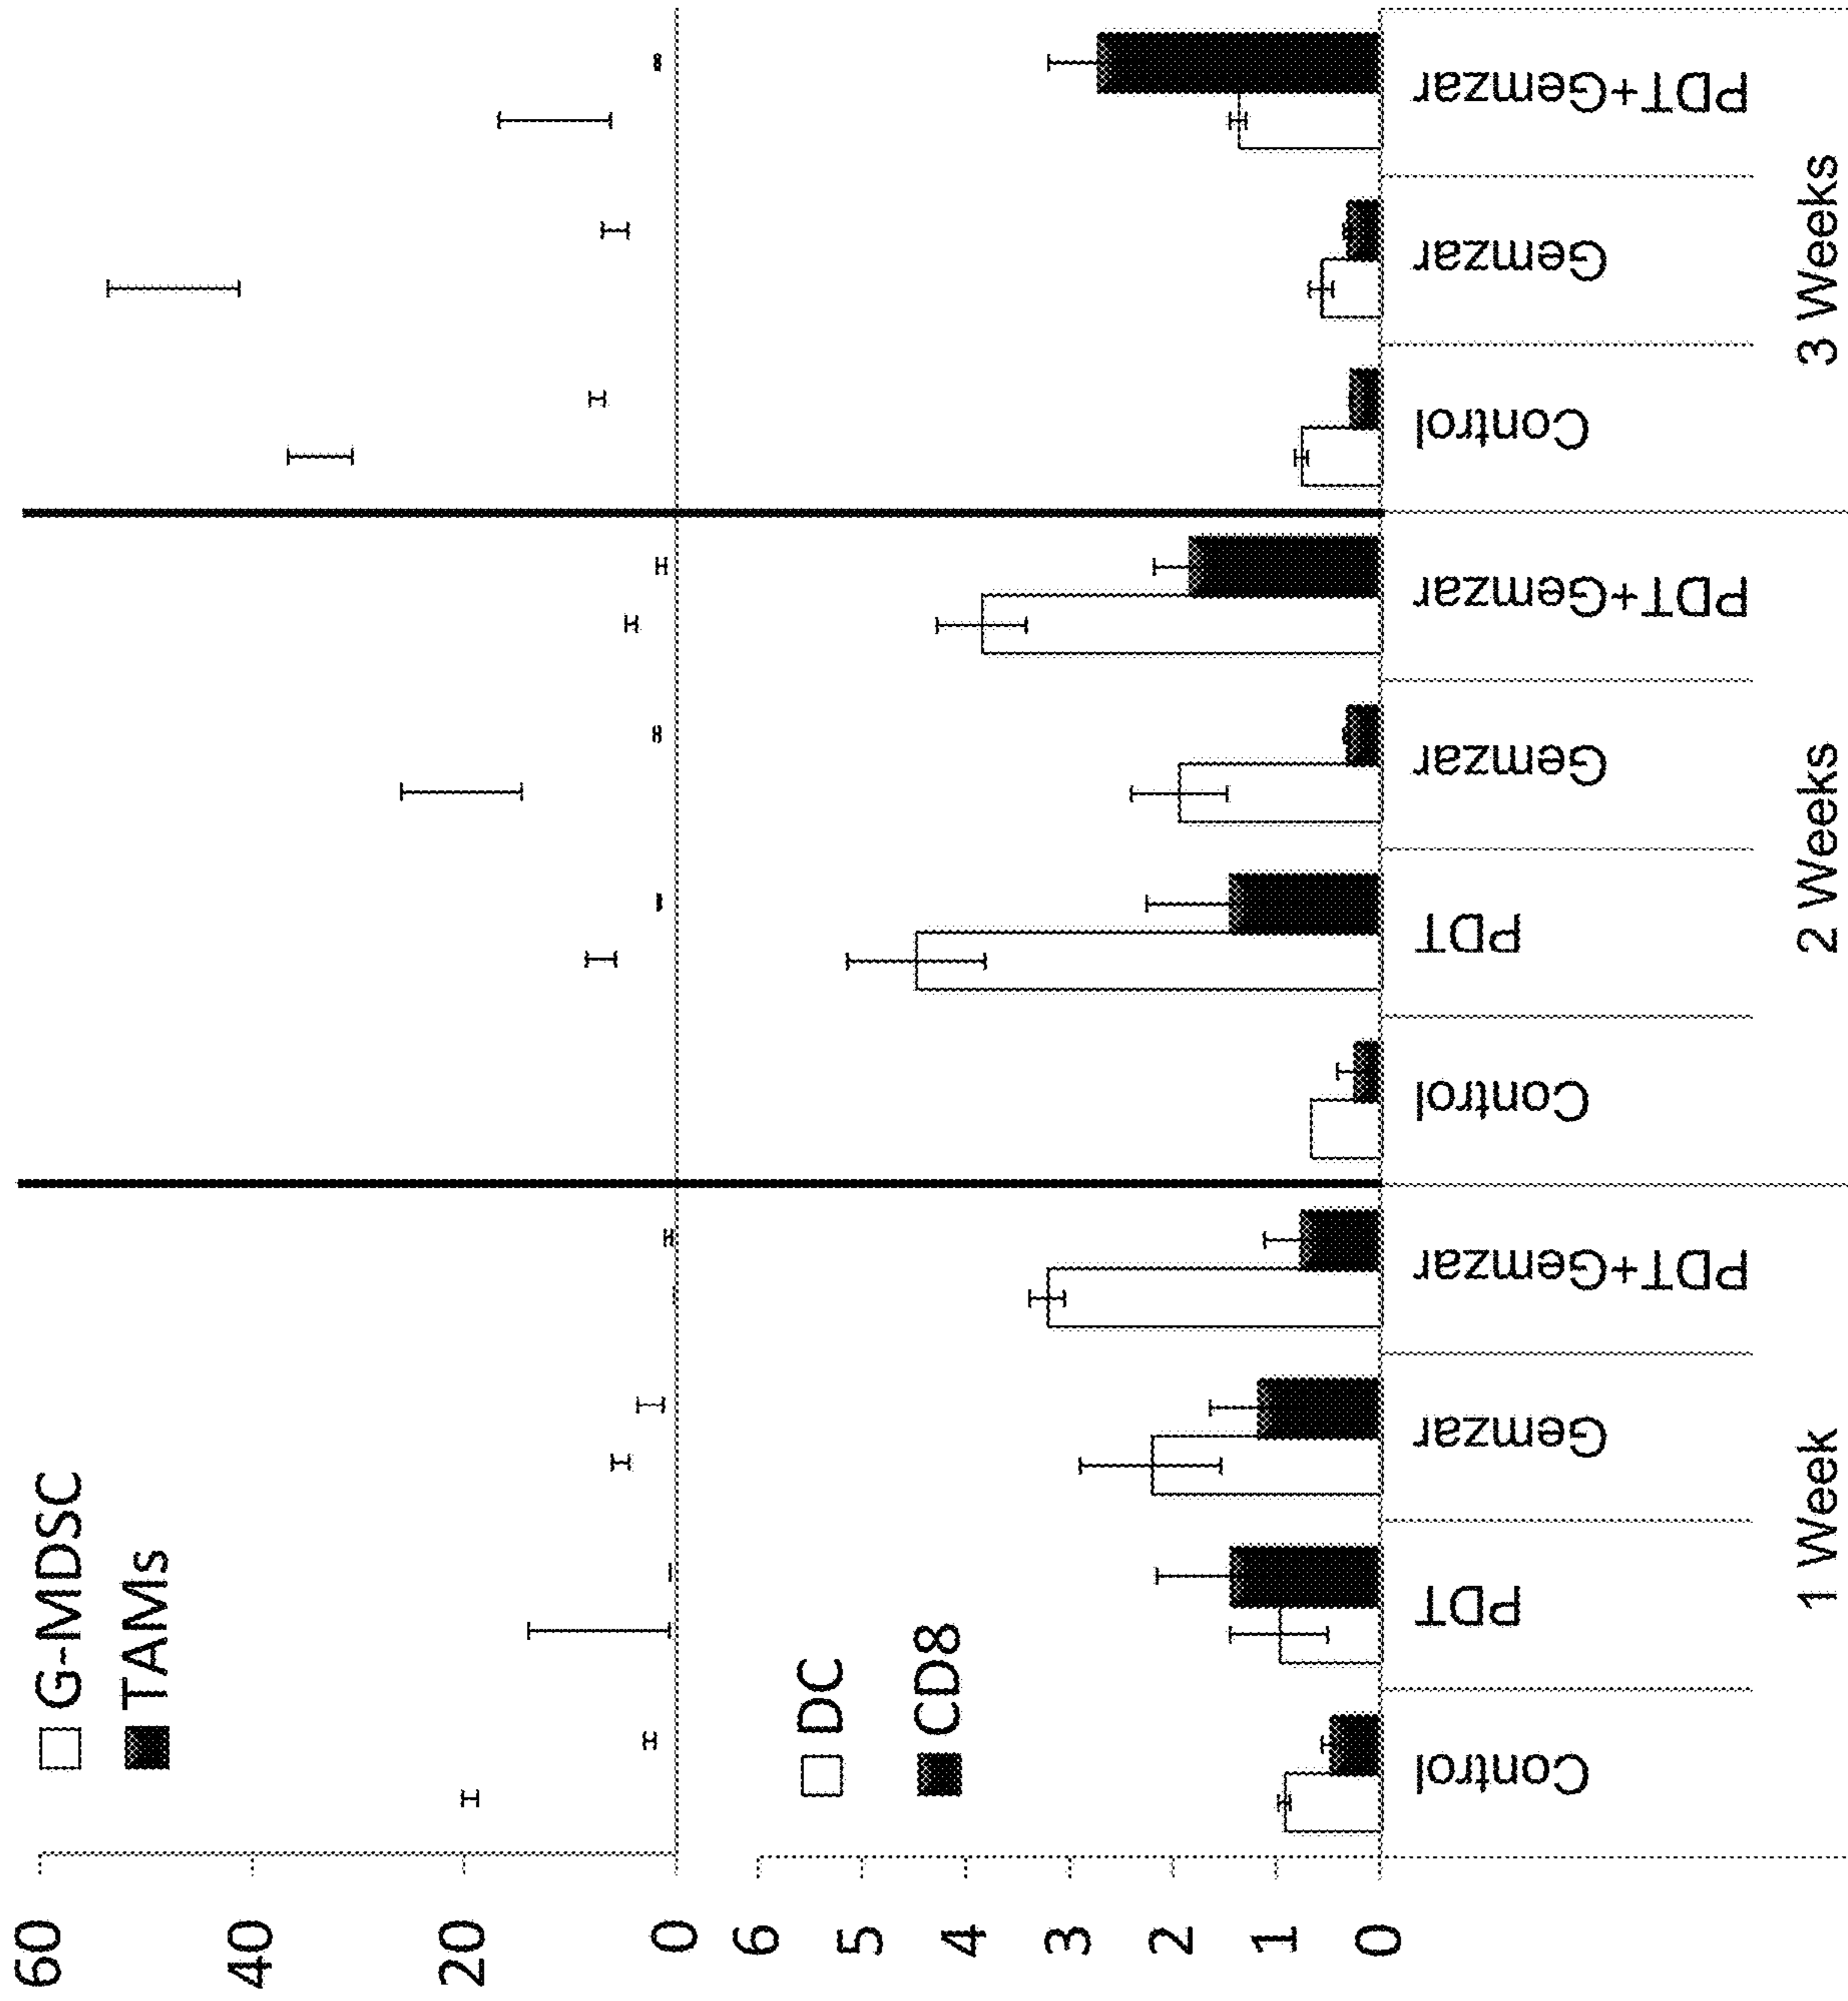 60
40
20
0
G-MDSC
TAMs
6
5
4
3
2
1
0
DC
CD8
Control
PDT
Gemzar
PDT+Gemzar
Control
PDT
Gemzar
PDT+Gemzar
Control
Gemzar
PDT+Gemzar
1 Week
2 Weeks
3 Weeks